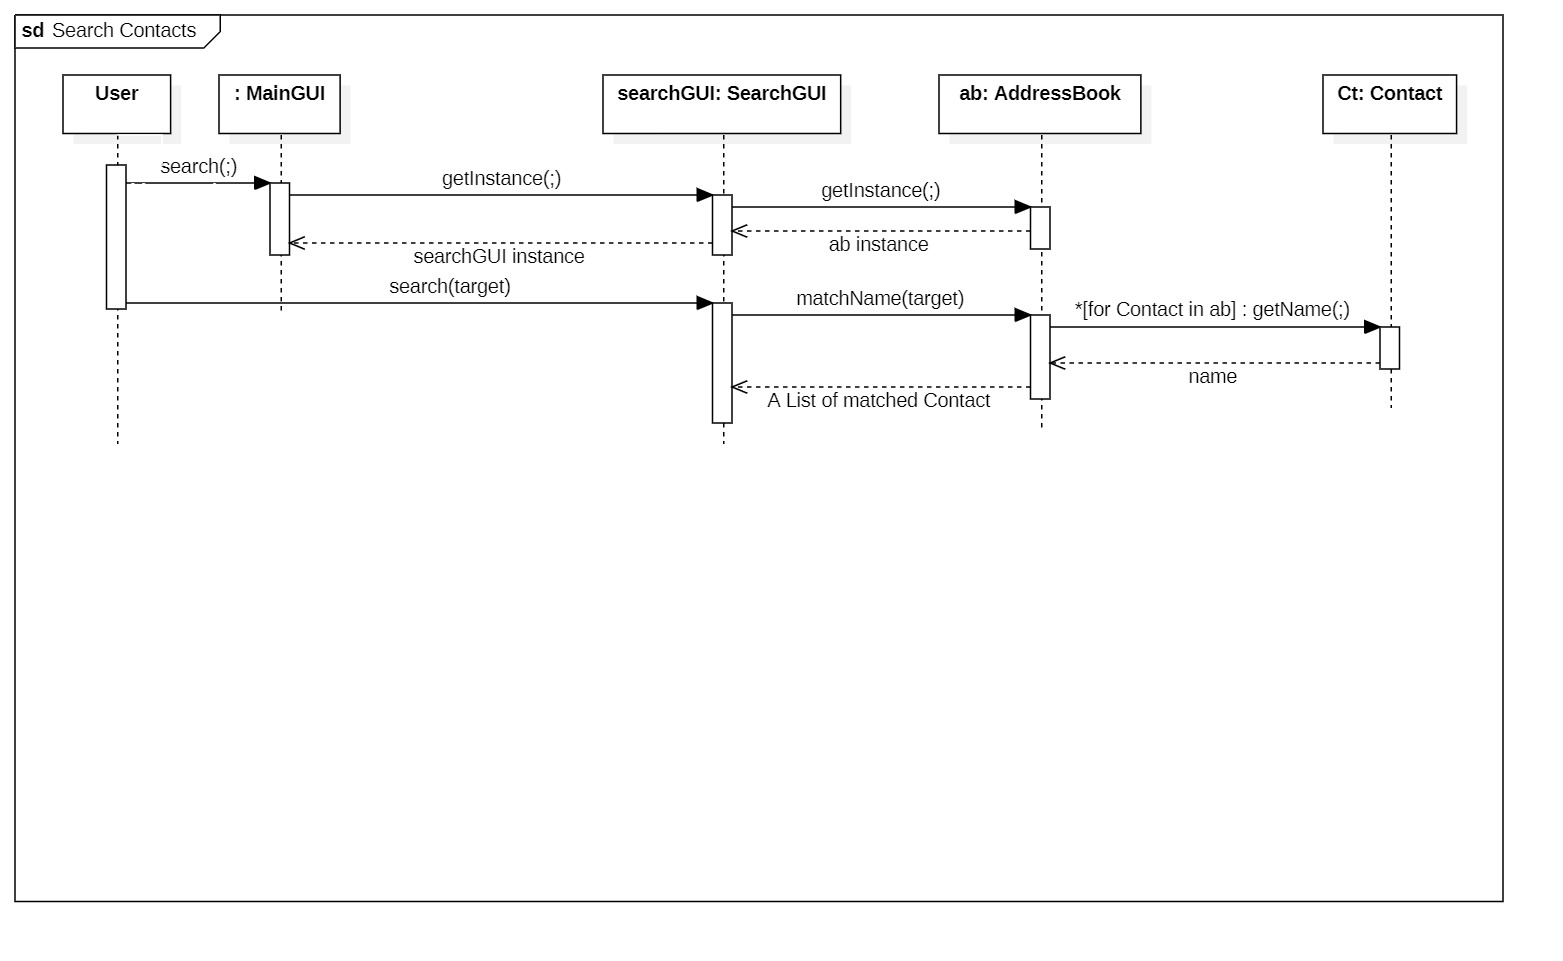 sd Search Contacts
User
: MainGUI
searchGUI: SearchGUI
ab: AddressBook
Ct: Contact
search(;)
getInstance(;)
getInstance(;)
ab instance
searchGUI instance
search(target)
matchName(target)
*[for Contact in ab] : getName(;)
name
A List of matched Contact